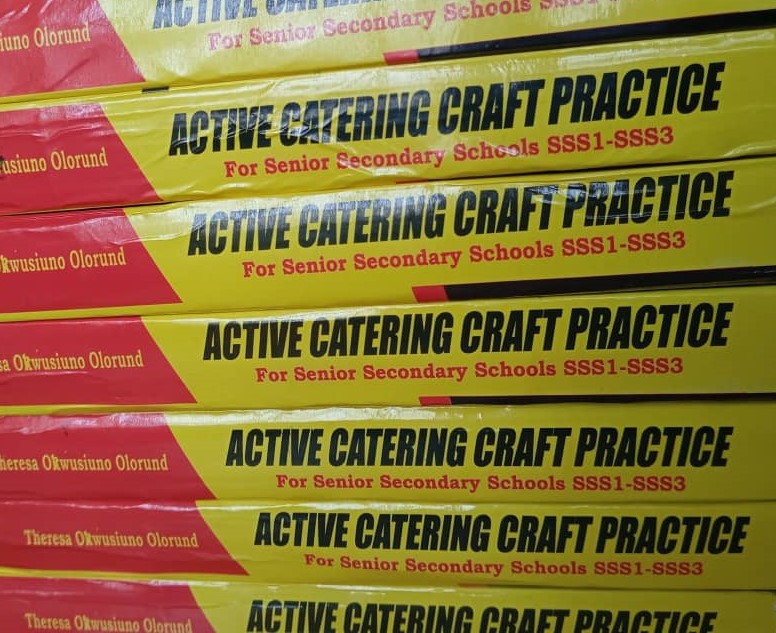 ACTIVE CATERING
For Senior Secondary Schools
Olorund
ACTIVE CATERING CRAFT PRACTICE
For Senior Secondary Schools SSS1-SSS3
Olorund
ACTIVE CATERING CRAFT PRACTICE
For Senior Secondary Schools SSS1-SSS3
Okwusiuno Olorund
ACTIVE CATERING CRAFT PRACTICE
For Senior Secondary Schools SSS1-SSS3
Okwusiuno Olorund
ACTIVE CATERING CRAFT PRACTICE
For Senior Secondary Schools SSS1-SSS3
Theresa Okwusiuno Olorund
ACTIVE CATERING CRAFT PRACTICE
For Senior Secondary Schools SSS1-SSS3
Theresa Okwusiuno Olorund
ACTIVE CATERING CRAFT PRACTICE
Theresa Okwusiuno Olorund